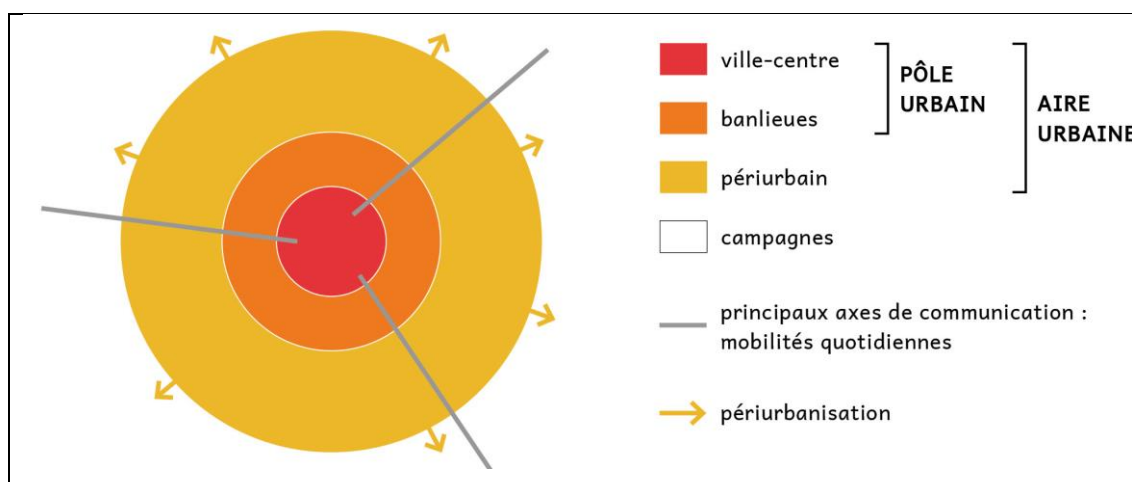 ville-centre
banlieues
périurbain
campagnes
PÔLE
URBAIN
AIRE
URBAINE
principaux axes de communication :
mobilités quotidiennes
périurbanisation